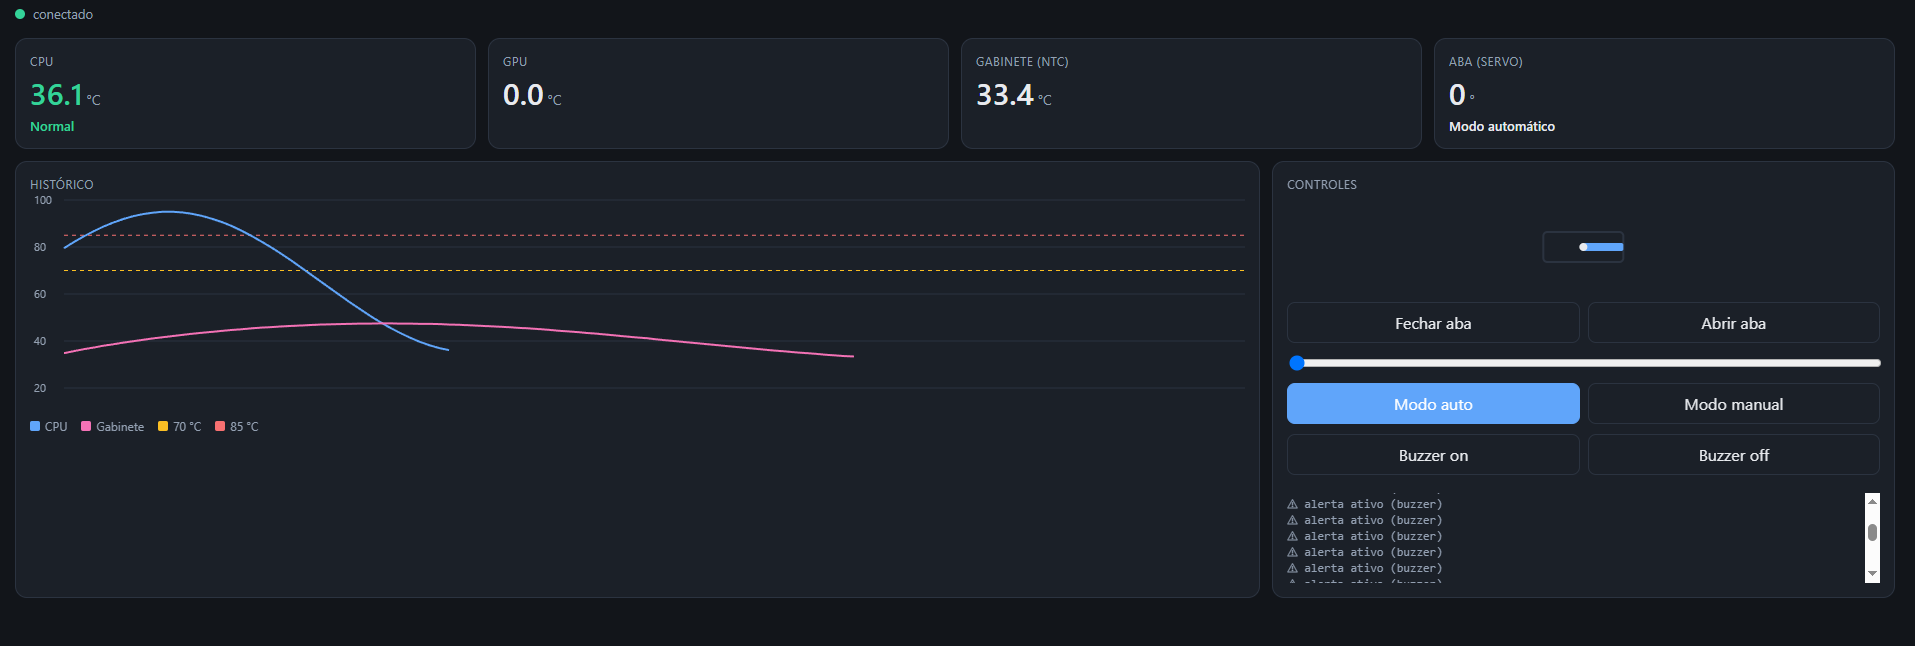 conectado
CPU
36.1 °C
Normal
GPU
0.0 °C
GABINETE (NTC)
33.4 °C
ABA (SERVO)
0 °
Modo automático
HISTÓRICO
100
80
60
40
20
CPU Gabinete 70 °C 85 °C
CONTROLES
Fechar aba
Abrir aba
Modo auto
Modo manual
Buzzer on
Buzzer off
⚠ alerta ativo (buzzer)
⚠ alerta ativo (buzzer)
⚠ alerta ativo (buzzer)
⚠ alerta ativo (buzzer)
⚠ alerta ativo (buzzer)